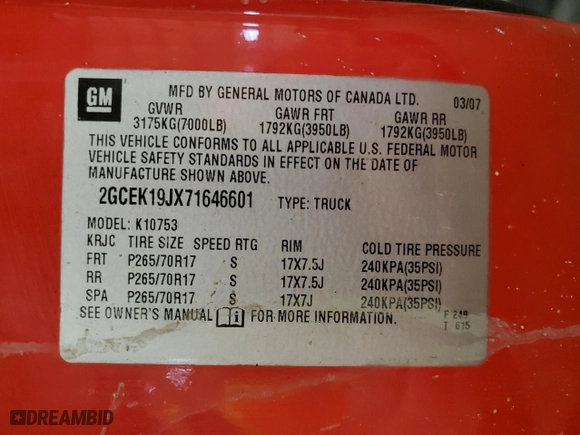 GM
MFD BY GENERAL MOTORS OF CANADA LTD. 03/07
GVWR GAWR FRT GAWR RR
3175KG(7000LB) 1792KG(3950LB) 1792KG(3950LB)
THIS VEHICLE CONFORMS TO ALL APPLICABLE U.S. FEDERAL MOTOR
VEHICLE SAFETY STANDARDS IN EFFECT ON THE DATE OF
MANUFACTURE SHOWN ABOVE.
2GCEK19JX71646601 TYPE: TRUCK
MODEL: K10753
KRJC TIRE SIZE SPEED RTG RIM COLD TIRE PRESSURE
FRT P265/70R17 S 17X7.5J 240KPA(35PSI)
RR P265/70R17 S 17X7.5J 240KPA(35PSI)
SPA P265/70R17 S 17X7J 240KPA(35PSI)
SEE OWNER'S MANUAL FOR MORE INFORMATION.
F 249
T 615
DREAMBID